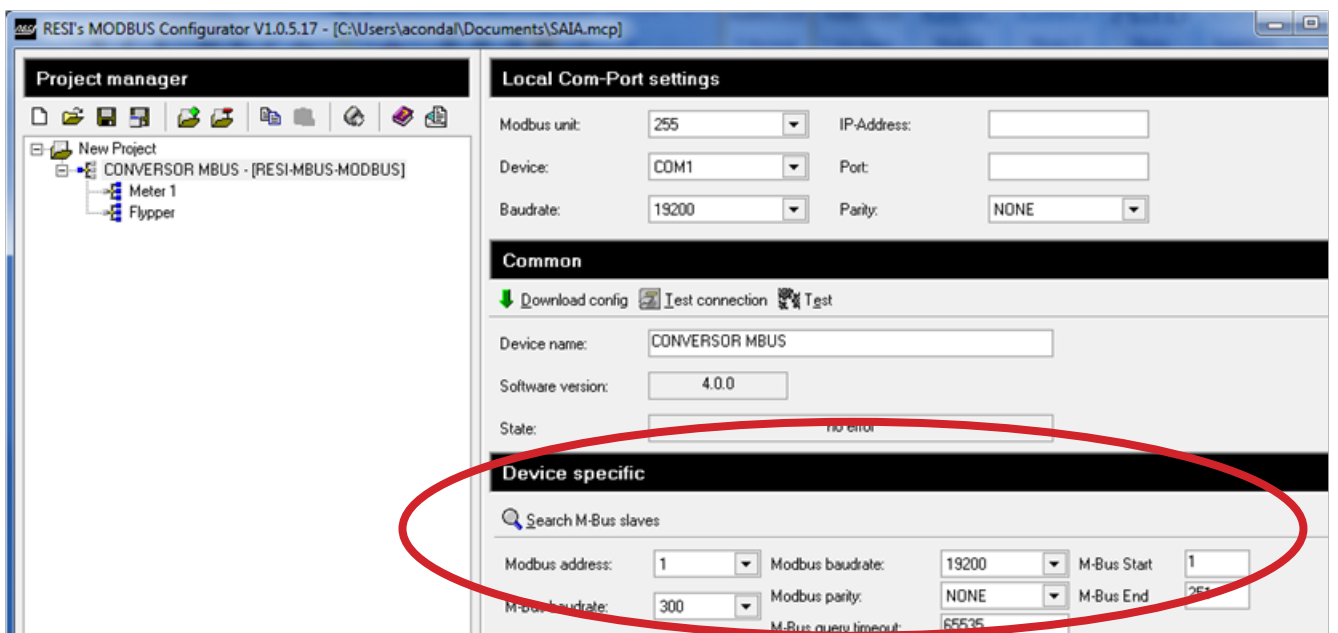 RESI's MODBUS Configurator V1.0.5.17 - [C:\Users\acondal\Documents\SAIA.mcp]
Project manager
New Project
CONVERSOR MBUS - [RESI-MBUS-MODBUS]
Meter 1
Flypper
Local Com-Port settings
Modbus unit: 255 IP-Address:
Device: COM1 Port:
Baudrate: 19200 Parity: NONE
Common
Download config Test connection Test
Device name: CONVERSOR MBUS
Software version: 4.0.0
State: no error
Device specific
Search M-Bus slaves
Modbus address: 1 Modbus baudrate: 19200 M-Bus Start 1
M-Bus baudrate: 300 Modbus parity: NONE M-Bus End 251
M-Bus query timeout: 65535